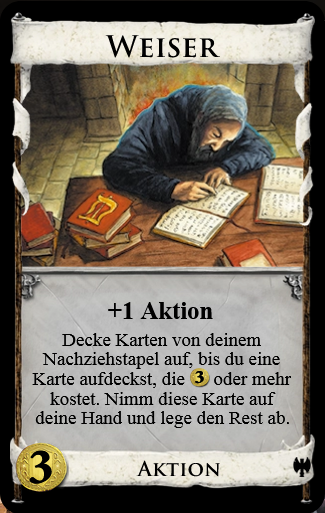 Weiser
+1 Aktion
Decke Karten von deinem
Nachziehstapel auf, bis du eine
Karte aufdeckst, die 3 oder mehr
kostet. Nimm diese Karte auf
deine Hand und lege den Rest ab.
3 Aktion